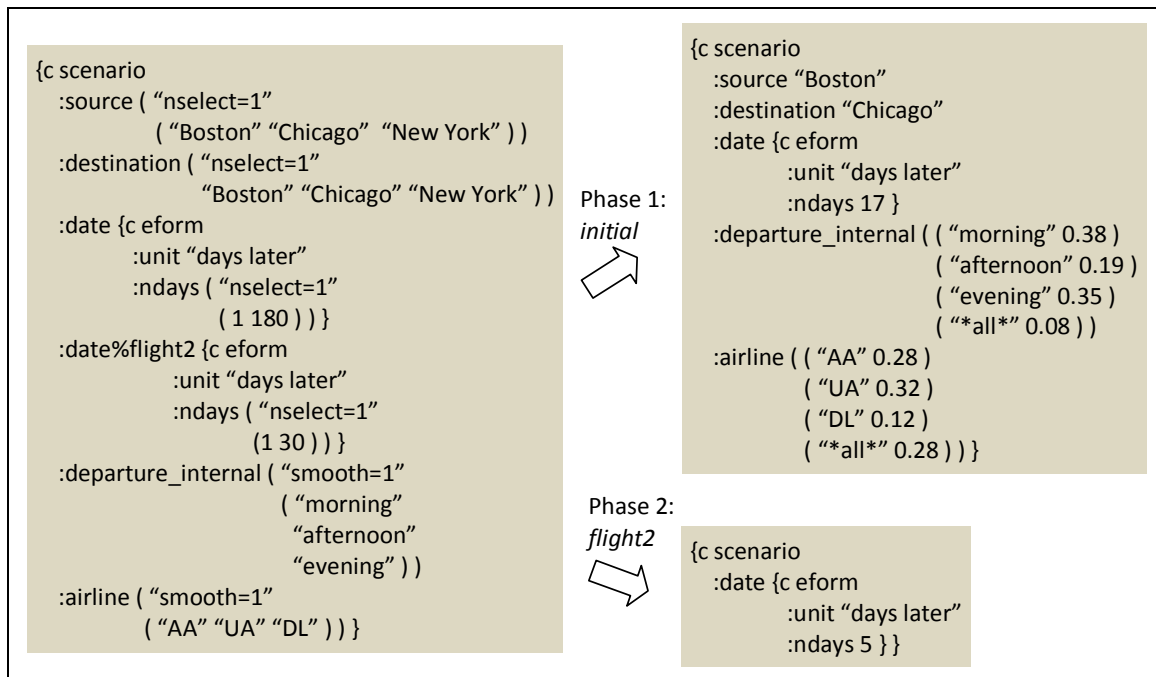 {c scenario
:source ( “nselect=1”
( “Boston” “Chicago” “New York” ) )
:destination ( “nselect=1”
“Boston” “Chicago” “New York” ) )
:date {c eform
:unit “days later”
:ndays ( “nselect=1”
( 1 180 ) ) }
:date%flight2 {c eform
:unit “days later”
:ndays ( “nselect=1”
(1 30 ) ) }
:departure_internal ( “smooth=1”
( “morning”
“afternoon”
“evening” ) )
:airline ( “smooth=1”
( “AA” “UA” “DL” ) ) }
Phase 1:
initial
{c scenario
:source “Boston”
:destination “Chicago”
:date {c eform
:unit “days later”
:ndays 17 }
:departure_internal ( ( “morning” 0.38 )
( “afternoon” 0.19 )
( “evening” 0.35 )
( “*all*” 0.08 ) )
:airline ( ( “AA” 0.28 )
( “UA” 0.32 )
( “DL” 0.12 )
( “*all*” 0.28 ) ) }
Phase 2:
flight2
{c scenario
:date {c eform
:unit “days later”
:ndays 5 } }